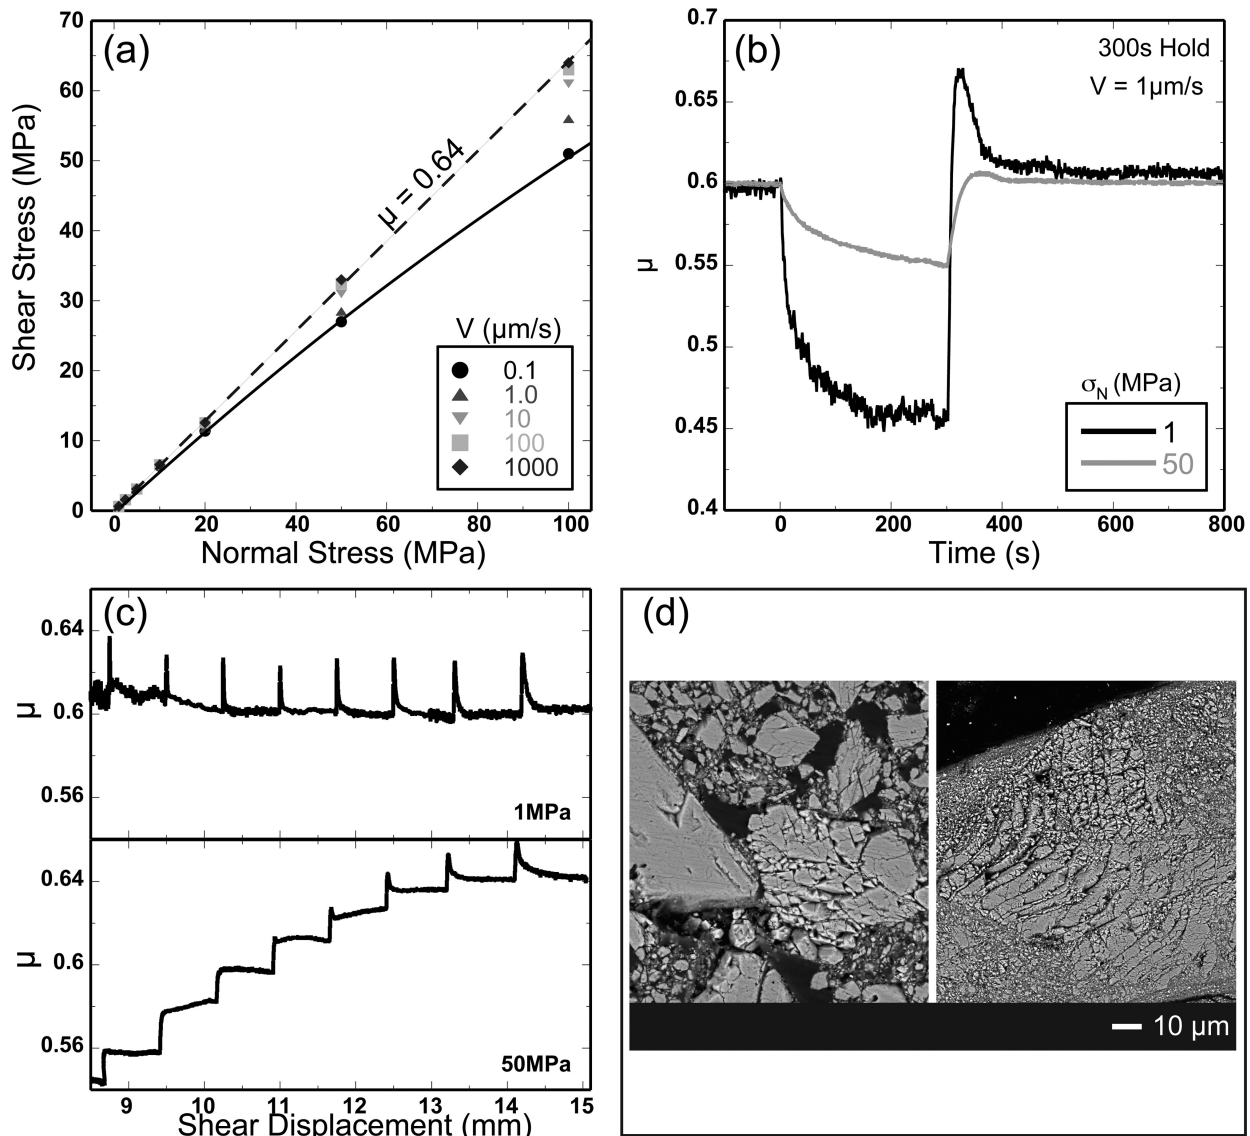 (a)
70
60
50
40
30
20
10
0
Shear Stress (MPa)
μ = 0.64
V (μm/s)
0.1
1.0
10
100
1000
0 20 40 60 80 100
Normal Stress (MPa)
(b)
300s Hold
V = 1μm/s
0.7
0.65
0.6
0.55
0.5
0.45
0.4
μ
σN (MPa)
1
50
0 200 400 600 800
Time (s)
(c)
0.64
0.6
0.56
μ
1MPa
0.64
0.6
0.56
μ
50MPa
9 10 11 12 13 14 15
Shear Displacement (mm)
(d)
10 μm